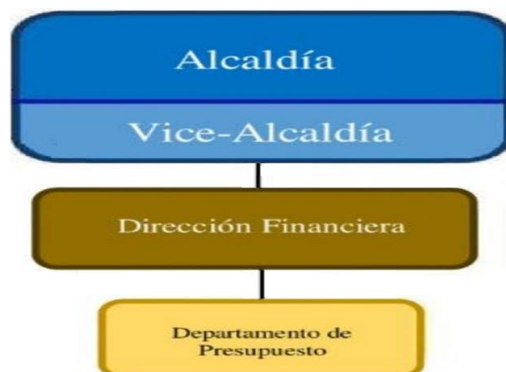 Alcaldía
Vice-Alcaldía
Dirección Financiera
Departamento de
Presupuesto